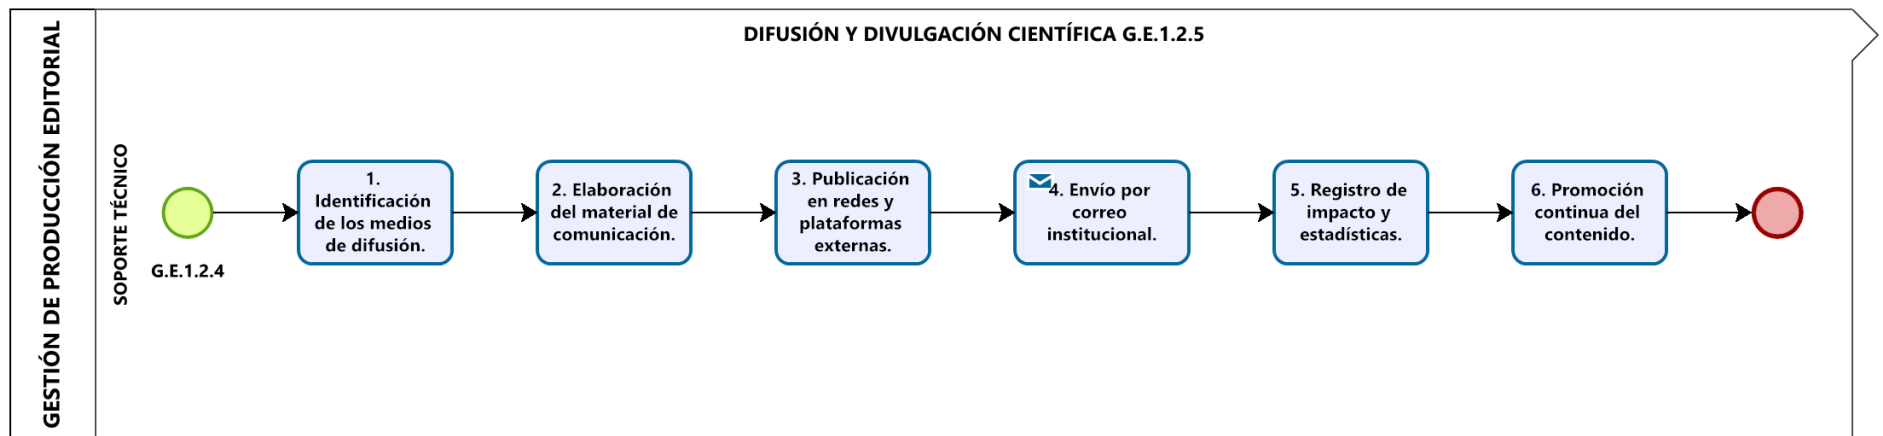 DIFUSIÓN Y DIVULGACIÓN CIENTÍFICA G.E.1.2.5
GESTIÓN DE PRODUCCIÓN EDITORIAL
SOPORTE TÉCNICO
G.E.1.2.4
1.
Identificación
de los medios
de difusión.
2. Elaboración
del material de
comunicación.
3. Publicación
en redes y
plataformas
externas.
4. Envío por
correo
institucional.
5. Registro de
impacto y
estadísticas.
6. Promoción
continua del
contenido.